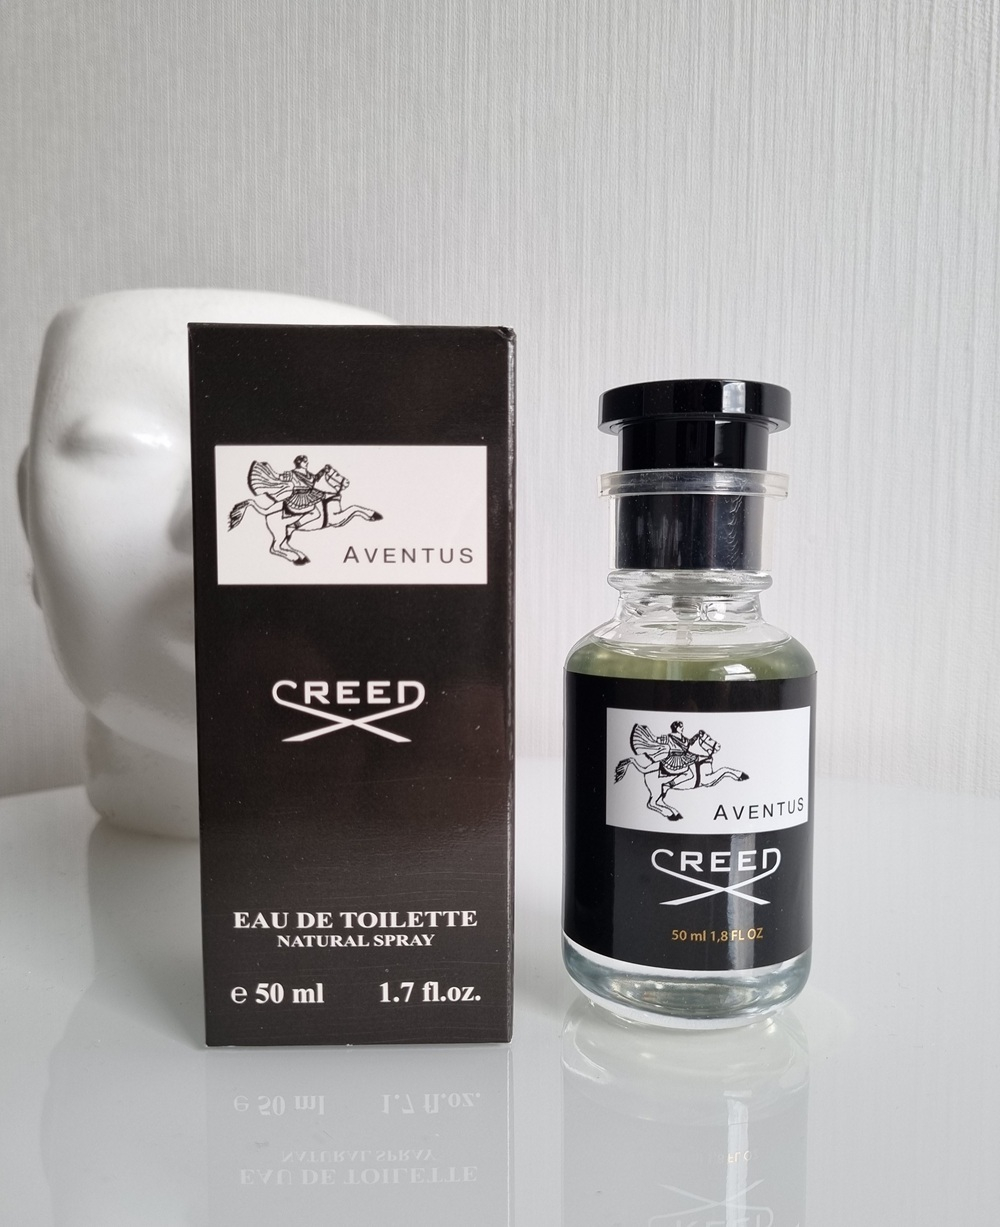 AVENTUS
CREED
EAU DE TOILETTE
NATURAL SPRAY
e 50 ml 1.7 fl.oz.
AVENTUS
CREED
50 ml 1,8 FL OZ